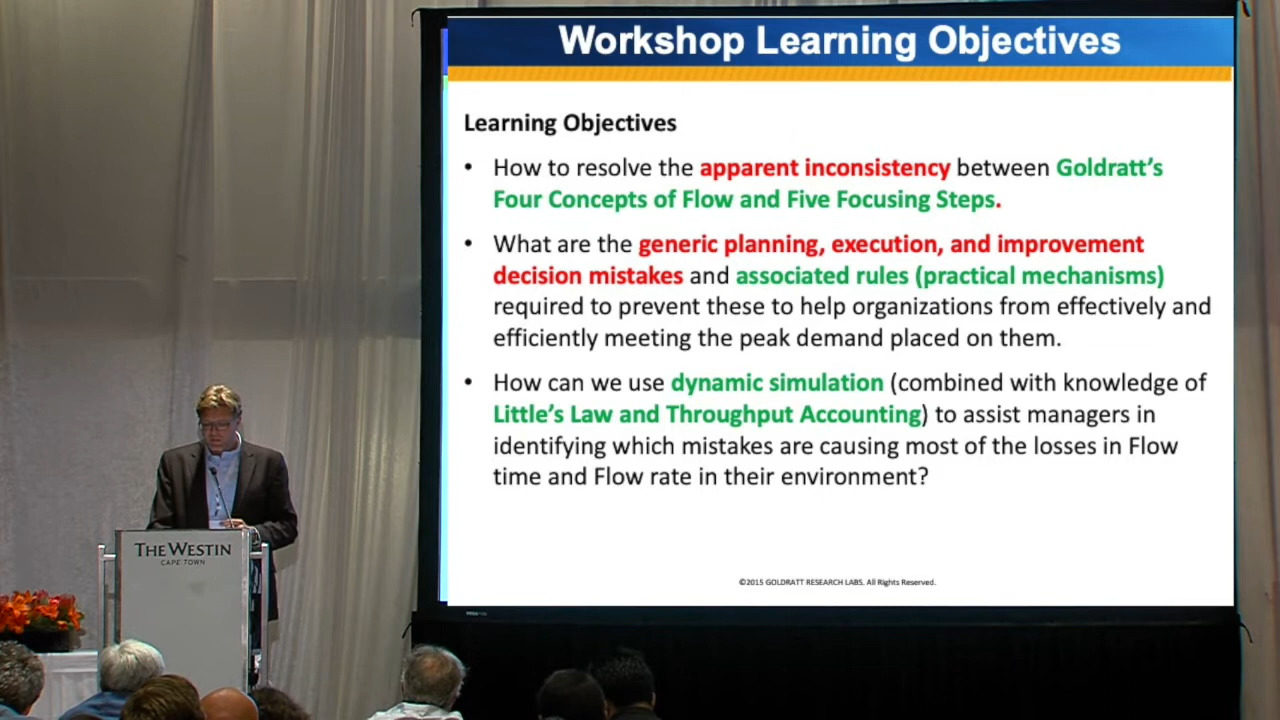 Workshop Learning Objectives
Learning Objectives
• How to resolve the apparent inconsistency between Goldratt's
Four Concepts of Flow and Five Focusing Steps.
• What are the generic planning, execution, and improvement
decision mistakes and associated rules (practical mechanisms)
required to prevent these to help organizations from effectively and
efficiently meeting the peak demand placed on them.
• How can we use dynamic simulation (combined with knowledge of
Little's Law and Throughput Accounting) to assist managers in
identifying which mistakes are causing most of the losses in Flow
time and Flow rate in their environment?
©2015 GOLDRATT RESEARCH LABS. All Rights Reserved.
THE WESTIN
CAPE TOWN